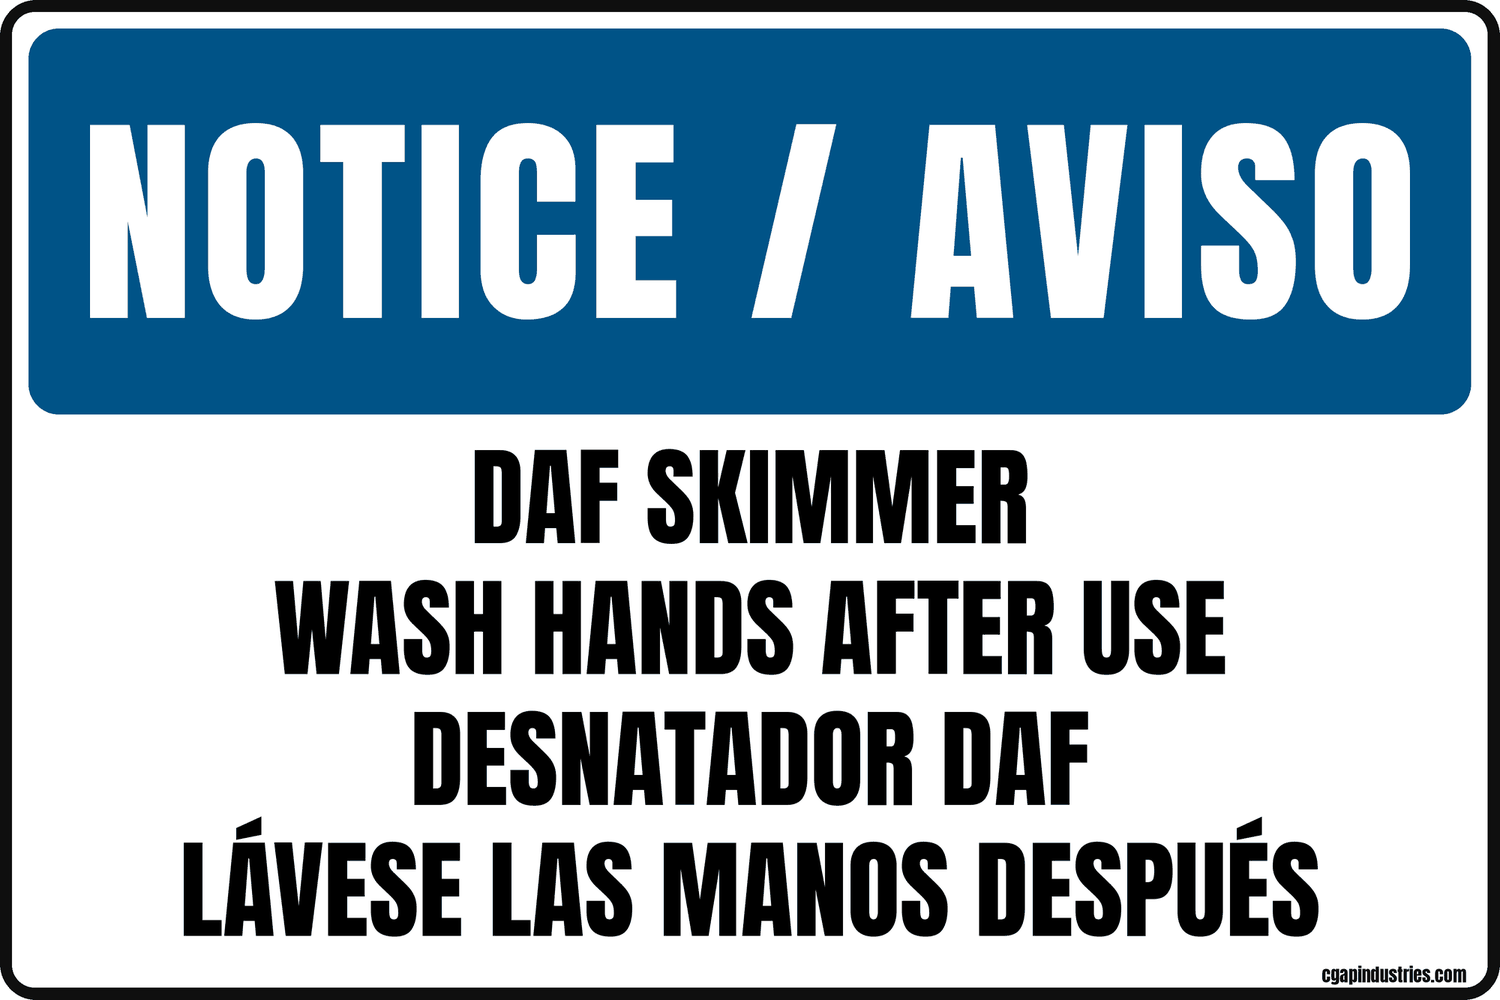 NOTICE / AVISO
DAF SKIMMER
WASH HANDS AFTER USE
DESNATADOR DAF
LÁVESE LAS MANOS DESPUÉS
cgapindustries.com